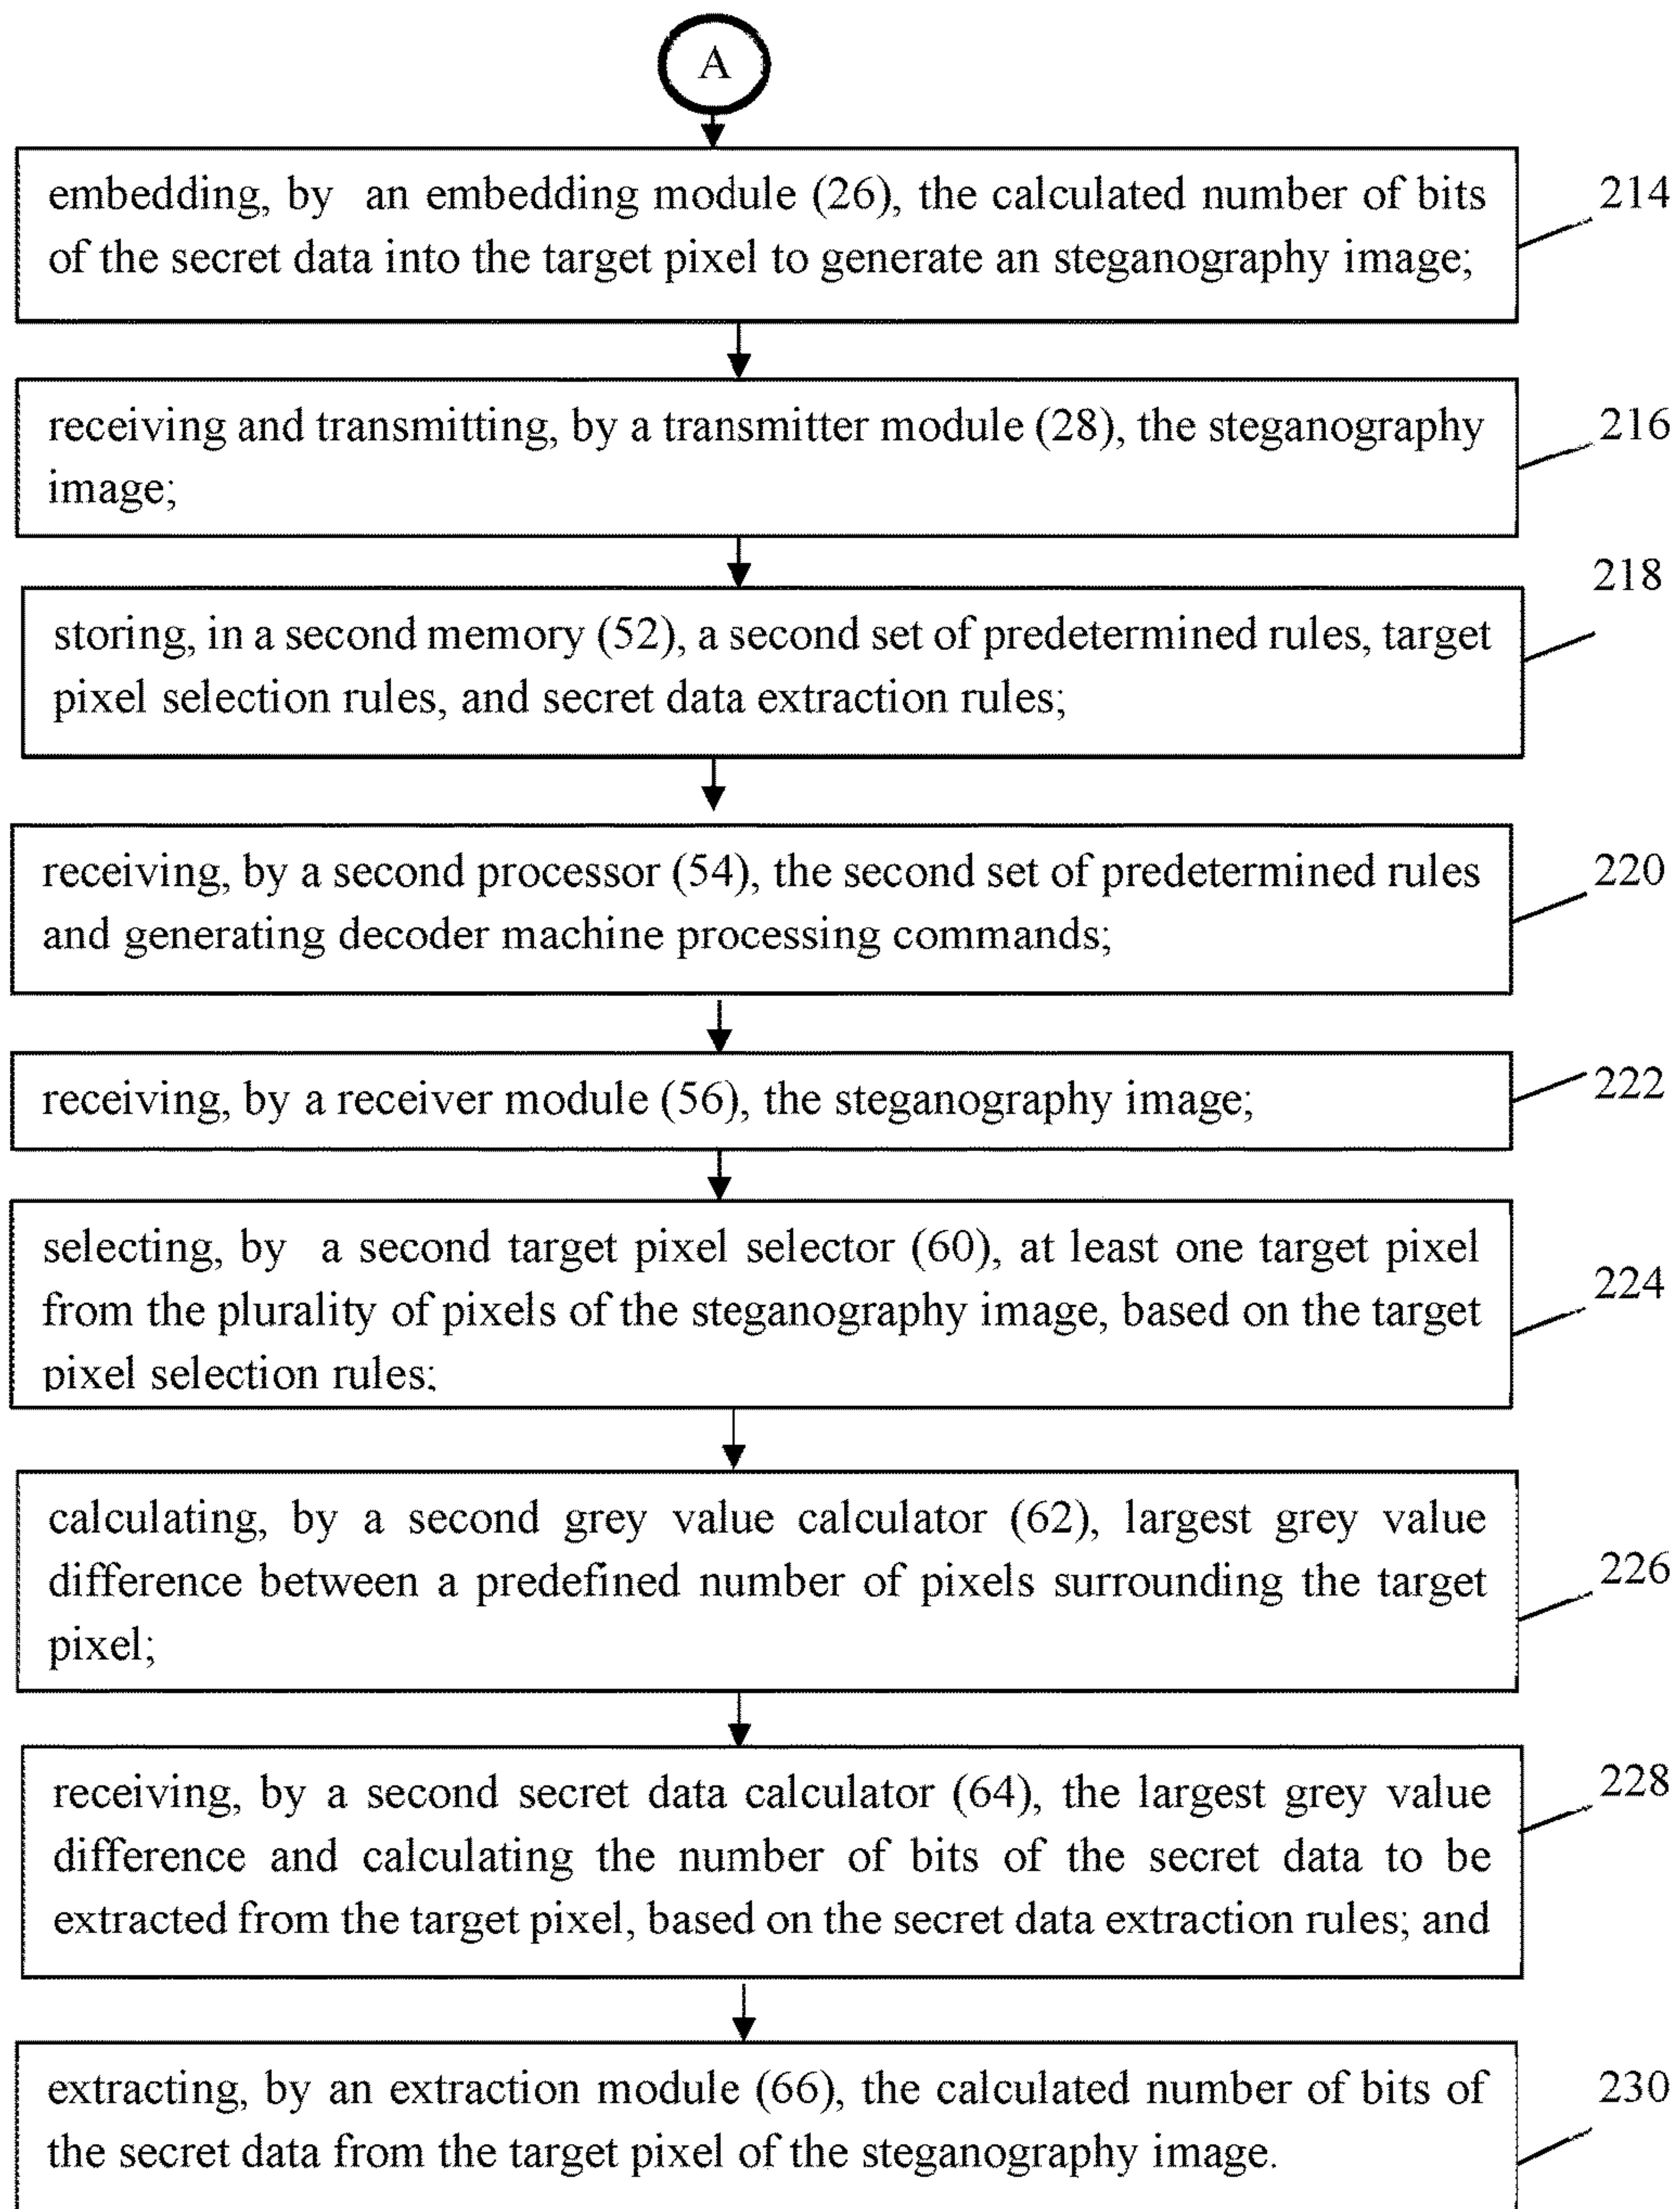 A
embedding, by an embedding module (26), the calculated number of bits
of the secret data into the target pixel to generate an steganography image;
214
receiving and transmitting, by a transmitter module (28), the steganography
image;
216
storing, in a second memory (52), a second set of predetermined rules, target
pixel selection rules, and secret data extraction rules;
218
receiving, by a second processor (54), the second set of predetermined rules
and generating decoder machine processing commands;
220
receiving, by a receiver module (56), the steganography image;
222
selecting, by a second target pixel selector (60), at least one target pixel
from the plurality of pixels of the steganography image, based on the target
pixel selection rules;
224
calculating, by a second grey value calculator (62), largest grey value
difference between a predefined number of pixels surrounding the target
pixel;
226
receiving, by a second secret data calculator (64), the largest grey value
difference and calculating the number of bits of the secret data to be
extracted from the target pixel, based on the secret data extraction rules; and
228
extracting, by an extraction module (66), the calculated number of bits of
the secret data from the target pixel of the steganography image.
230